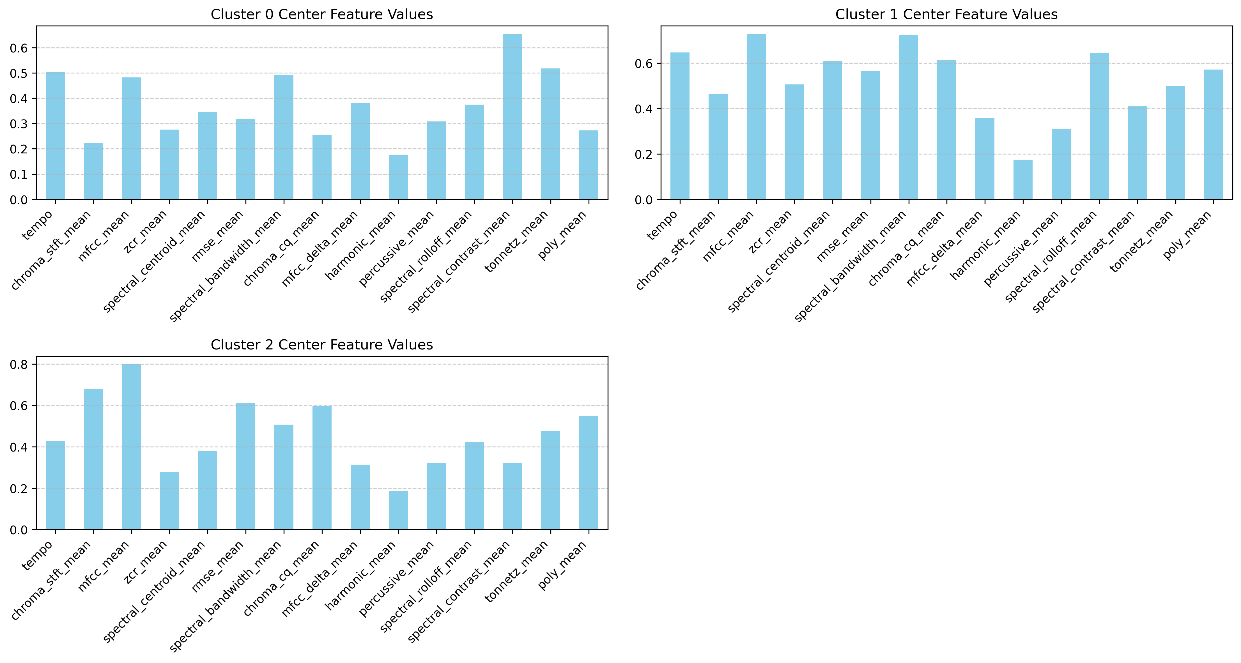 Cluster 0 Center Feature Values
0.6
0.5
0.4
0.3
0.2
0.1
0.0
tempo
chroma_stft_mean
mfcc_mean
zcr_mean
spectral_centroid_mean
rmse_mean
spectral_bandwidth_mean
chroma_cq_mean
mfcc_delta_mean
harmonic_mean
percussive_mean
spectral_rolloff_mean
spectral_contrast_mean
tonnetz_mean
poly_mean
Cluster 1 Center Feature Values
0.6
0.4
0.2
0.0
tempo
chroma_stft_mean
mfcc_mean
zcr_mean
spectral_centroid_mean
rmse_mean
spectral_bandwidth_mean
chroma_cq_mean
mfcc_delta_mean
harmonic_mean
percussive_mean
spectral_rolloff_mean
spectral_contrast_mean
tonnetz_mean
poly_mean
Cluster 2 Center Feature Values
0.8
0.6
0.4
0.2
0.0
tempo
chroma_stft_mean
mfcc_mean
zcr_mean
spectral_centroid_mean
rmse_mean
spectral_bandwidth_mean
chroma_cq_mean
mfcc_delta_mean
harmonic_mean
percussive_mean
spectral_rolloff_mean
spectral_contrast_mean
tonnetz_mean
poly_mean